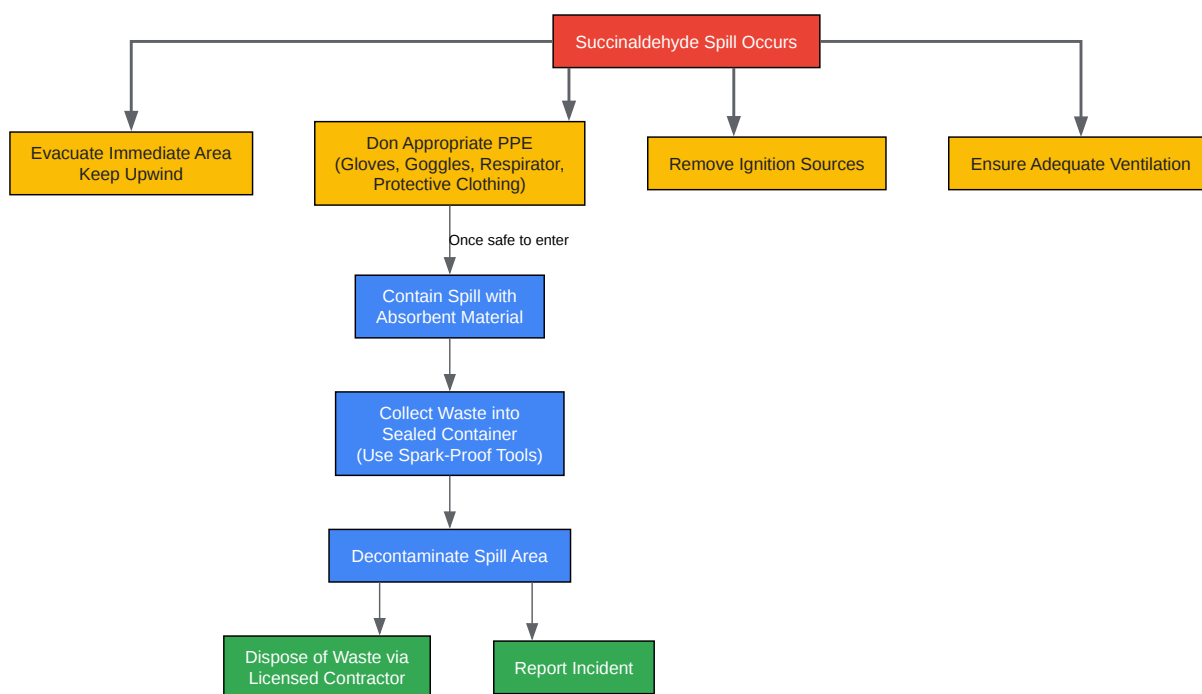 Succinaldehyde Spill Occurs
Evacuate Immediate Area
Keep Upwind
Don Appropriate PPE
(Gloves, Goggles, Respirator,
Protective Clothing)
Remove Ignition Sources
Ensure Adequate Ventilation
Once safe to enter
Contain Spill with
Absorbent Material
Collect Waste into
Sealed Container
(Use Spark-Proof Tools)
Decontaminate Spill Area
Dispose of Waste via
Licensed Contractor
Report Incident